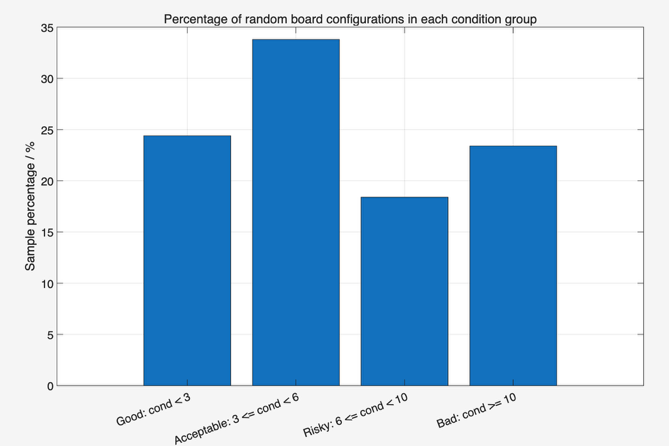 Percentage of random board configurations in each condition group
Sample percentage / %
35
30
25
20
15
10
5
0
Good: cond < 3
Acceptable: 3 <= cond < 6
Risky: 6 <= cond < 10
Bad: cond >= 10